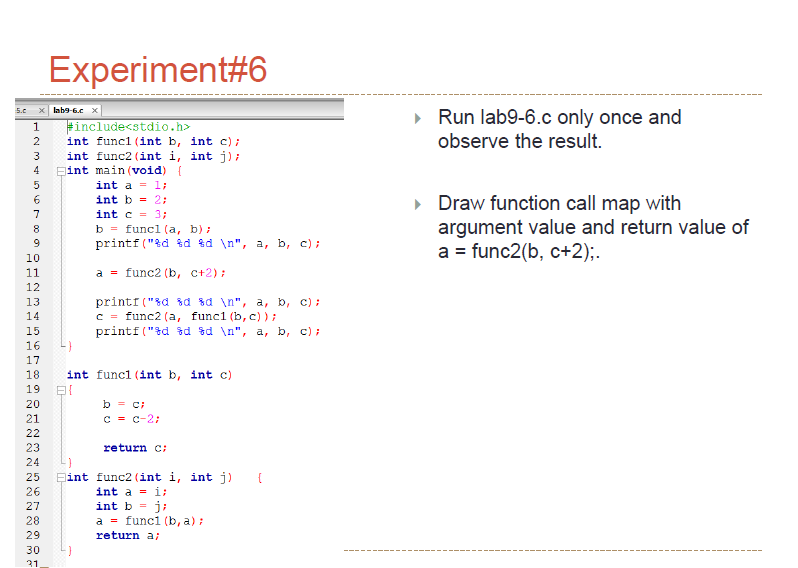 Experiment#6
5.c × lab9-6.c ×
1 #include<stdio.h>
2 int func1(int b, int c);
3 int func2(int i, int j);
4 int main(void) {
5 int a = 1;
6 int b = 2;
7 int c = 3;
8 b = func1(a, b);
9 printf("%d %d %d \n", a, b, c);
10
11 a = func2(b, c+2);
12
13 printf("%d %d %d \n", a, b, c);
14 c = func2(a, func1(b,c));
15 printf("%d %d %d \n", a, b, c);
16 }
17
18 int func1(int b, int c)
19 {
20 b = c;
21 c = c-2;
22
23 return c;
24 }
25 int func2(int i, int j) {
26 int a = i;
27 int b = j;
28 a = func1(b,a);
29 return a;
30 }
31
Run lab9-6.c only once and
observe the result.
Draw function call map with
argument value and return value of
a = func2(b, c+2);.